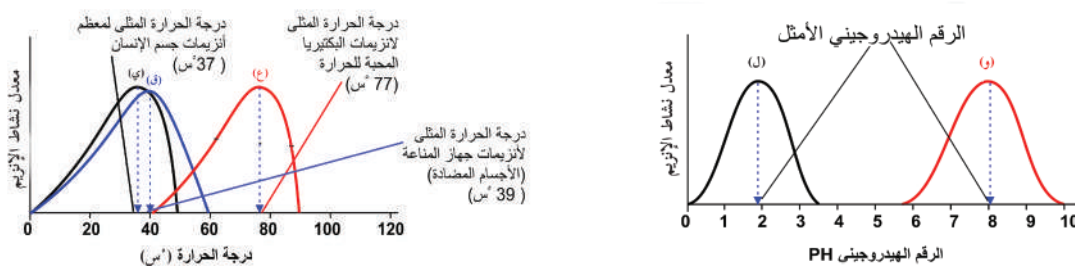 درجة الحرارة المثلى لمعظم
أنزيمات جسم الإنسان
( 37°س)
درجة الحرارة المثلى
لانزيمات البكتيريا
المحبة للحرارة
(77 °س)
(ي)
(ق)
(ع)
معدل نشاط الإنزيم
درجة الحرارة المثلى
لأنزيمات جهاز المناعة
(الأجسام المضادة)
( 39 °س)
0 20 40 60 80 100 120
درجة الحرارة (°س)
الرقم الهيدروجيني الأمثل
(ل)
(و)
معدل نشاط الإنزيم
0 1 2 3 4 5 6 7 8 9 10
الرقم الهيدروجيني PH